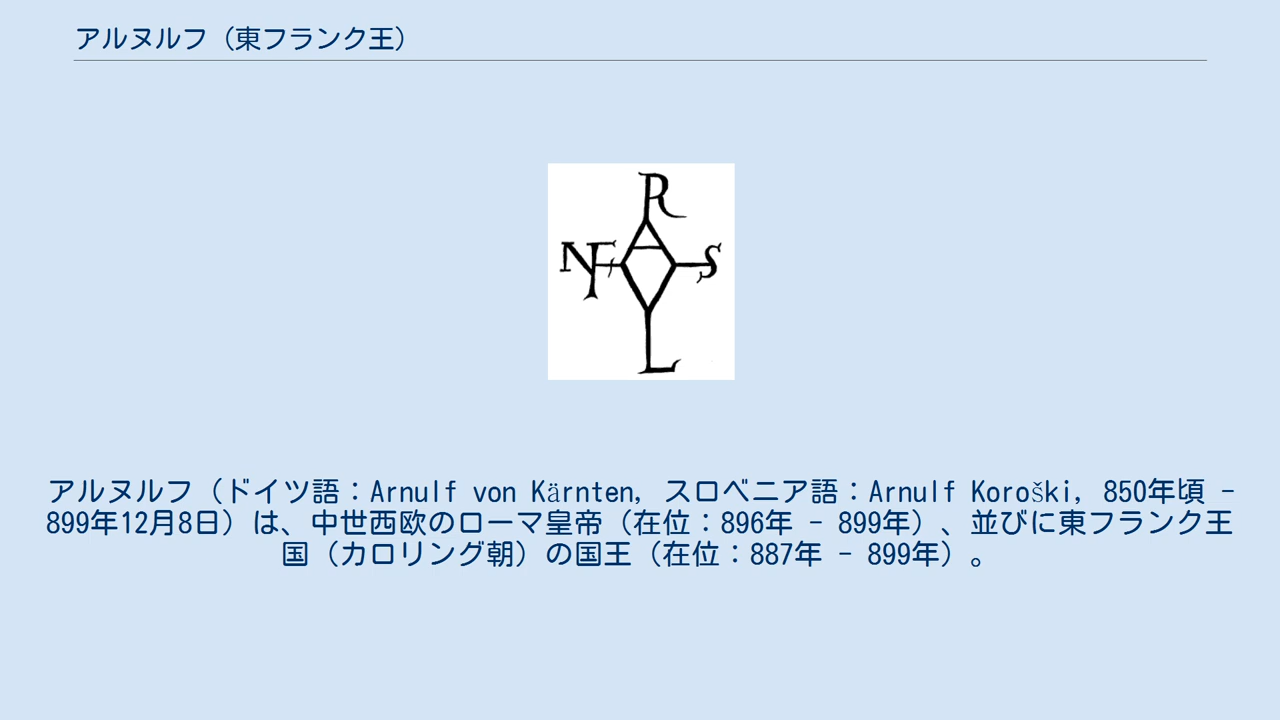 アルヌルフ（東フランク王）
R
NF A S
L
アルヌルフ（ドイツ語：Arnulf von Kärnten, スロベニア語：Arnulf Koroški, 850年頃 -
899年12月8日）は、中世西欧のローマ皇帝（在位：896年 - 899年）、並びに東フランク王
国（カロリング朝）の国王（在位：887年 - 899年）。